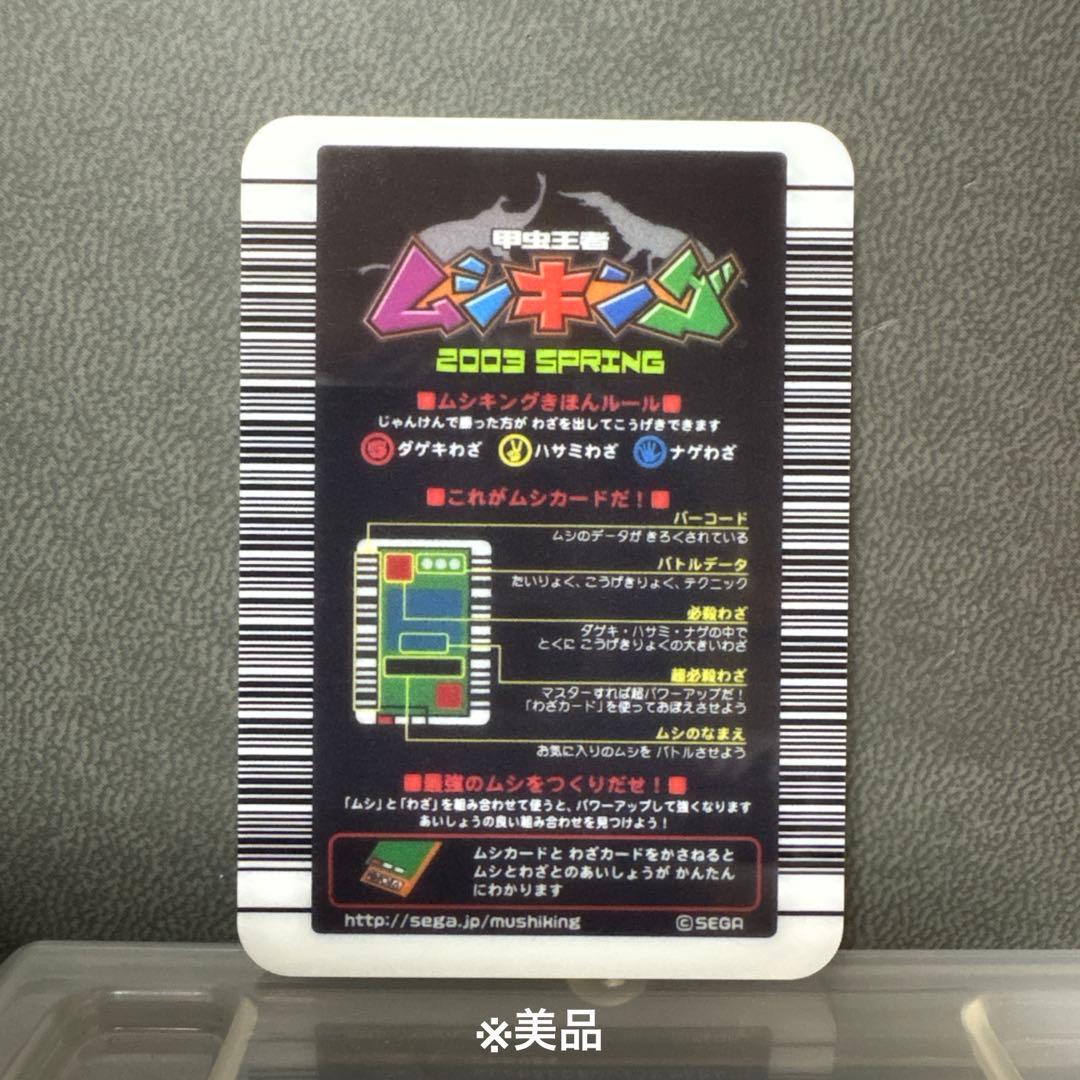 甲虫王者
ムシキング
2003 SPRING
■ムシキングきほんルール■
じゃんけんで勝った方が わざを出してこうげきできます
ダゲキわざ ハサミわざ ナゲわざ
■これがムシカードだ!■
バーコード
ムシのデータが きろくされている
バトルデータ
たいりょく、こうげきりょく、テクニック
必殺わざ
ダゲキ・ハサミ・ナゲの中で
とくに こうげきりょくの大きいわざ
超必殺わざ
マスターすれば超パワーアップだ!
「わざカード」を使っておぼえさせよう
ムシのなまえ
お気に入りのムシを バトルさせよう
■最強のムシをつくりだせ!■
「ムシ」と「わざ」を組み合わせて使うと、パワーアップして強くなります
あいしょうの良い組み合わせを見つけよう!
ムシカードと わざカードをかさねると
ムシとわざとのあいしょうが かんたん
にわかります
http://sega.jp/mushiking ©SEGA
※美品